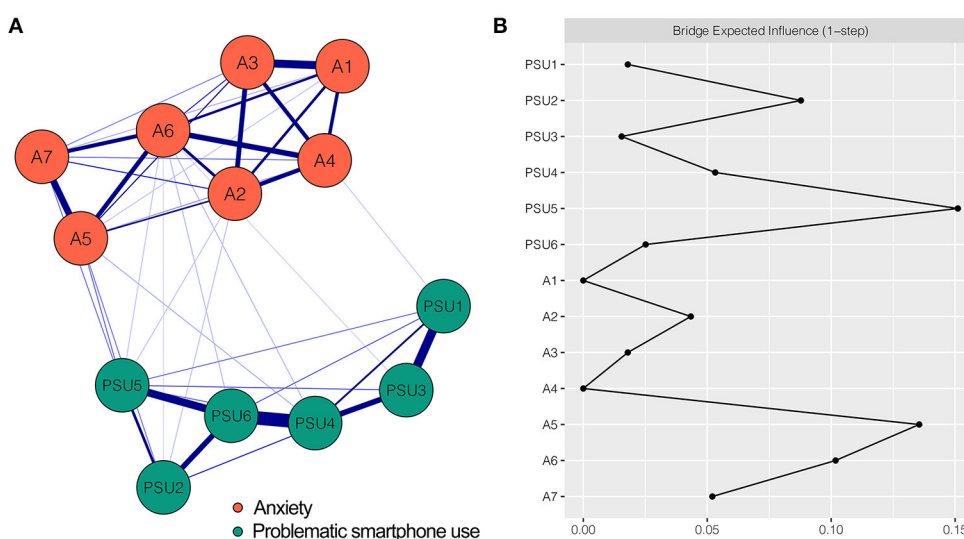 A
A3
A1
A6
A7
A4
A2
A5
PSU1
PSU5
PSU3
PSU6
PSU4
PSU2
Anxiety
Problematic smartphone use
B
Bridge Expected Influence (1−step)
PSU1
PSU2
PSU3
PSU4
PSU5
PSU6
A1
A2
A3
A4
A5
A6
A7
0.00 0.05 0.10 0.15